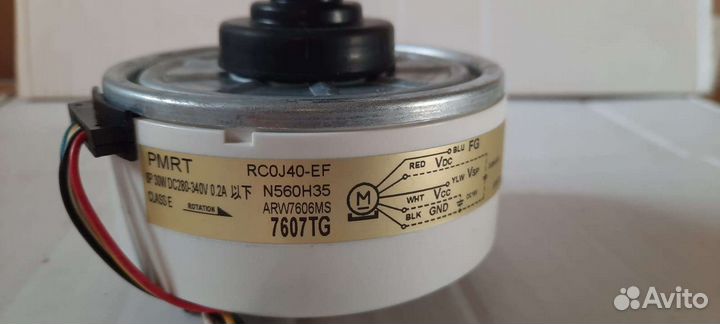 PMRT
RC0J40-EF
8P 30W DC280-340V 0.2A 以下
N560H35
CLASS E
ROTATION
ARW7606MS
7607TG
M
BLU FG
RED VDC
YLW VSP
WHT VCC
BLK GND
Avito